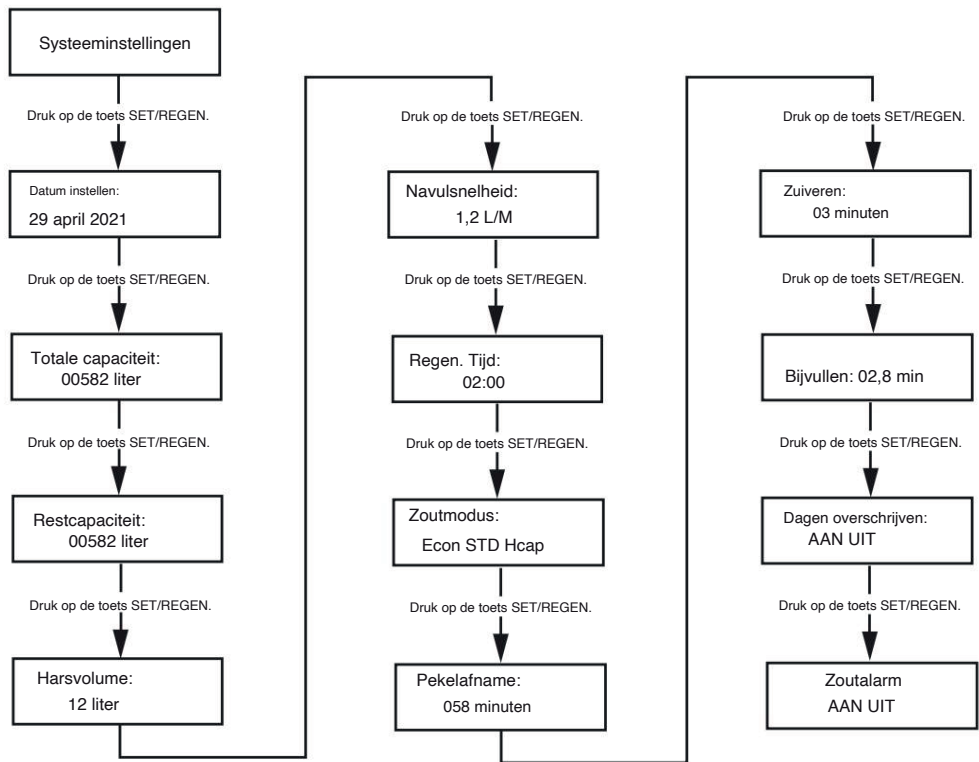 Systeeminstellingen
Druk op de toets SET/REGEN.
Datum instellen:
29 april 2021
Druk op de toets SET/REGEN.
Totale capaciteit:
00582 liter
Druk op de toets SET/REGEN.
Restcapaciteit:
00582 liter
Druk op de toets SET/REGEN.
Harsvolume:
12 liter
Druk op de toets SET/REGEN.
Navulsnelheid:
1,2 L/M
Druk op de toets SET/REGEN.
Regen. Tijd:
02:00
Druk op de toets SET/REGEN.
Zoutmodus:
Econ STD Hcap
Druk op de toets SET/REGEN.
Pekelafname:
058 minuten
Druk op de toets SET/REGEN.
Zuiveren:
03 minuten
Druk op de toets SET/REGEN.
Bijvullen: 02,8 min
Druk op de toets SET/REGEN.
Dagen overschrijven:
AAN UIT
Druk op de toets SET/REGEN.
Zoutalarm
AAN UIT